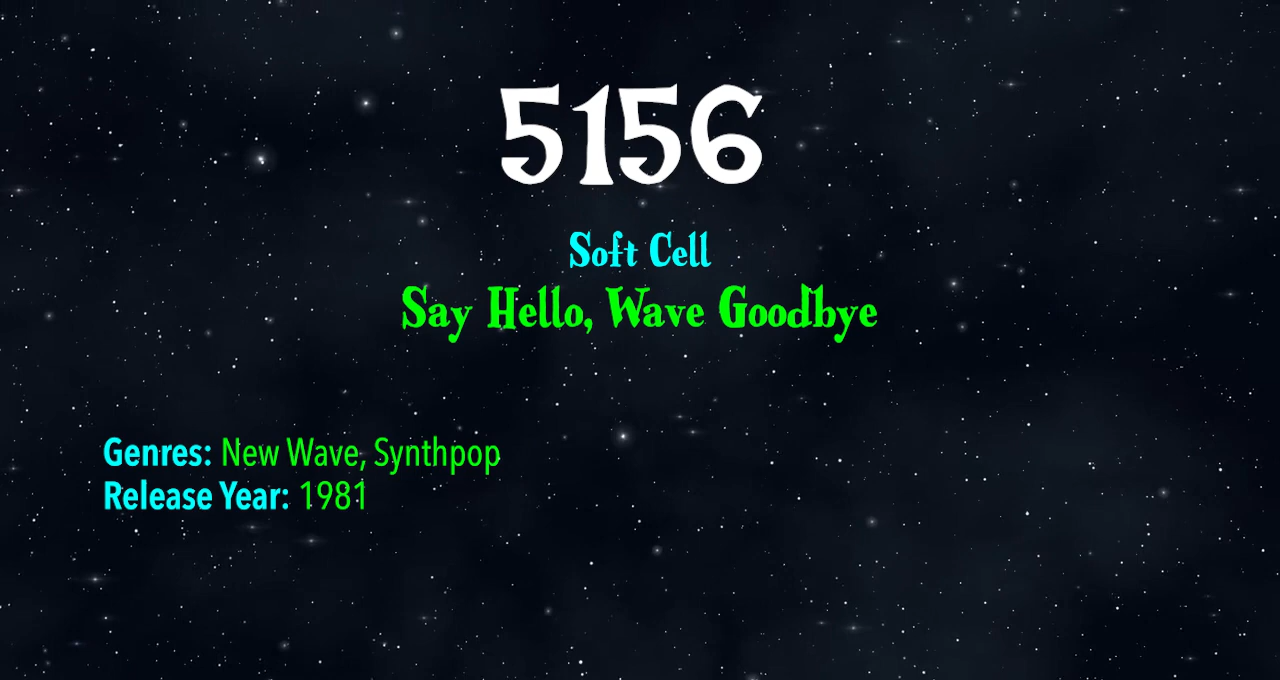 5156
Soft Cell
Say Hello, Wave Goodbye
Genres: New Wave, Synthpop
Release Year: 1981